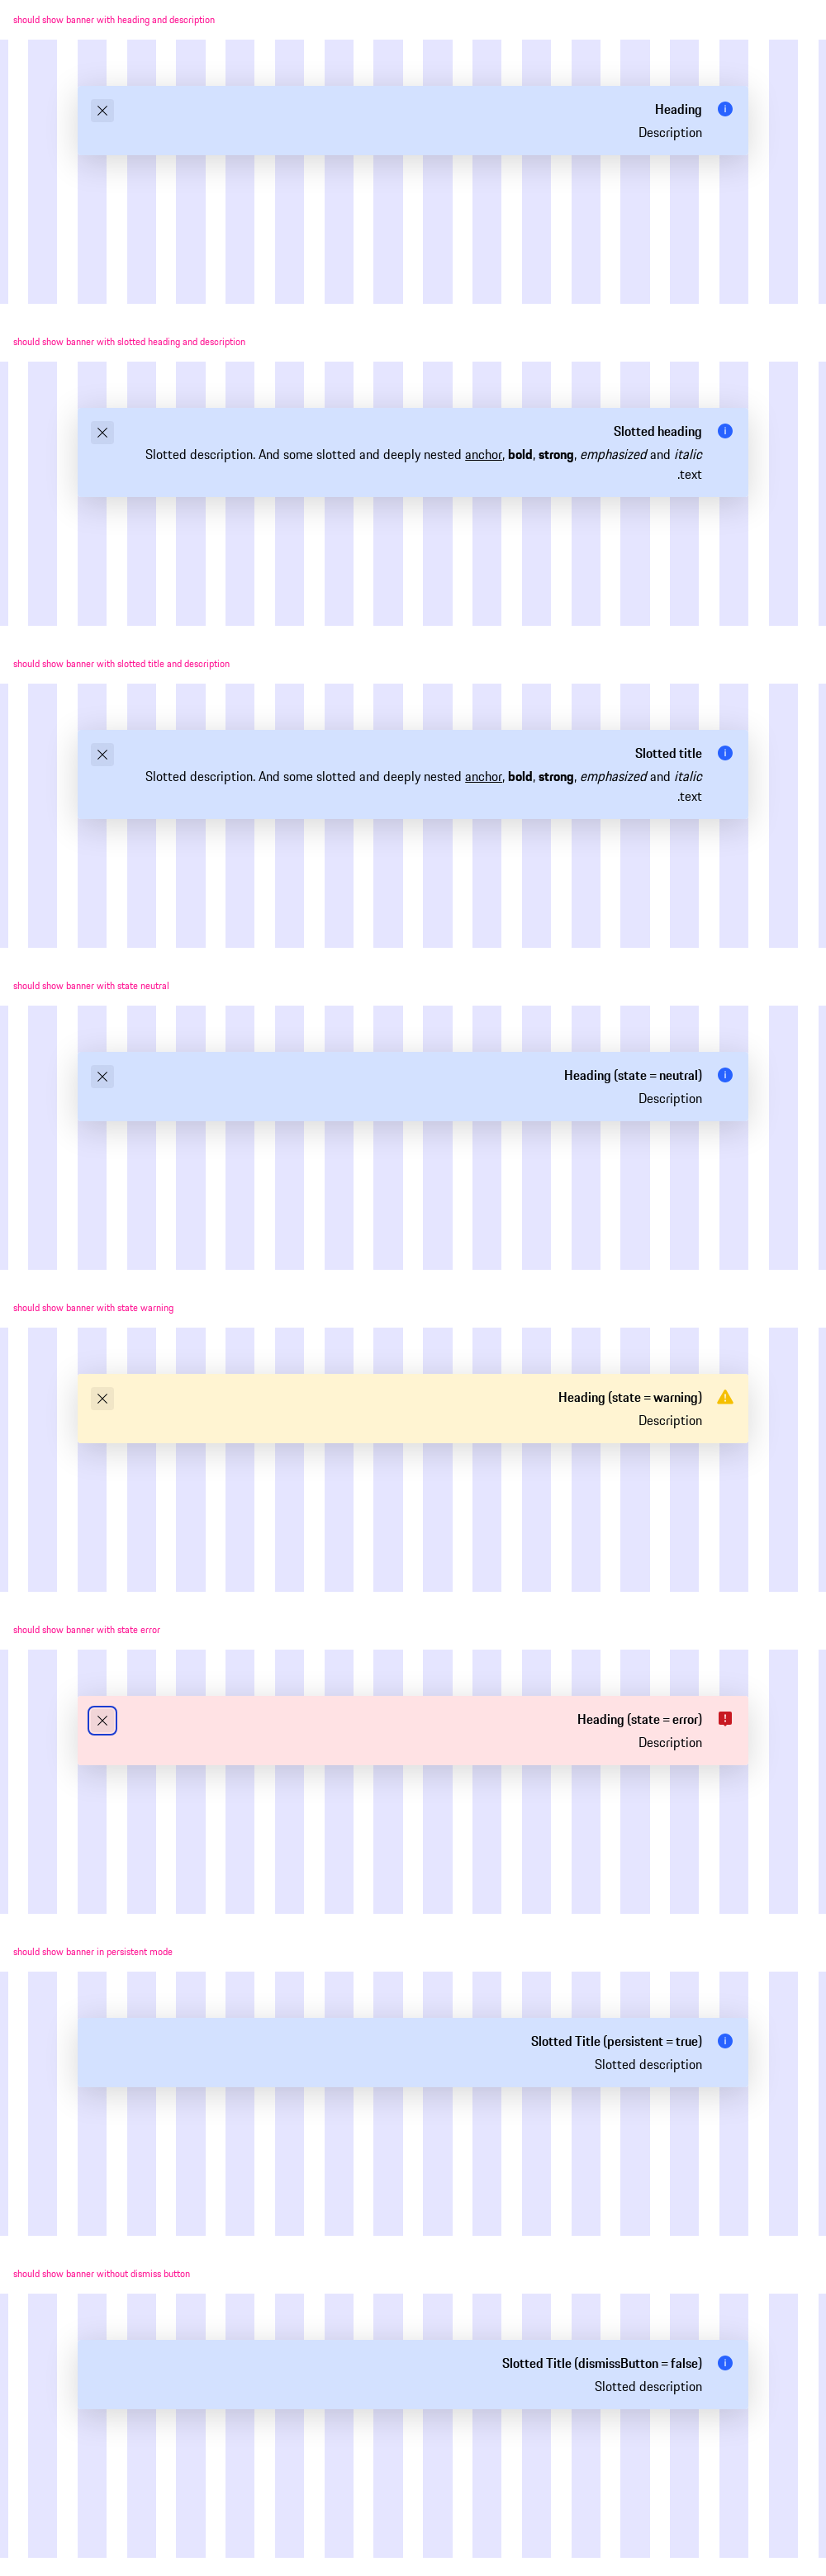 should show banner with heading and description
Heading
Description
should show banner with slotted heading and description
Slotted heading
Slotted description. And some slotted and deeply nested anchor, bold, strong, emphasized and italic
.text
should show banner with slotted title and description
Slotted title
Slotted description. And some slotted and deeply nested anchor, bold, strong, emphasized and italic
.text
should show banner with state neutral
Heading (state = neutral)
Description
should show banner with state warning
Heading (state = warning)
Description
should show banner with state error
Heading (state = error)
Description
should show banner in persistent mode
Slotted Title (persistent = true)
Slotted description
should show banner without dismiss button
Slotted Title (dismissButton = false)
Slotted description